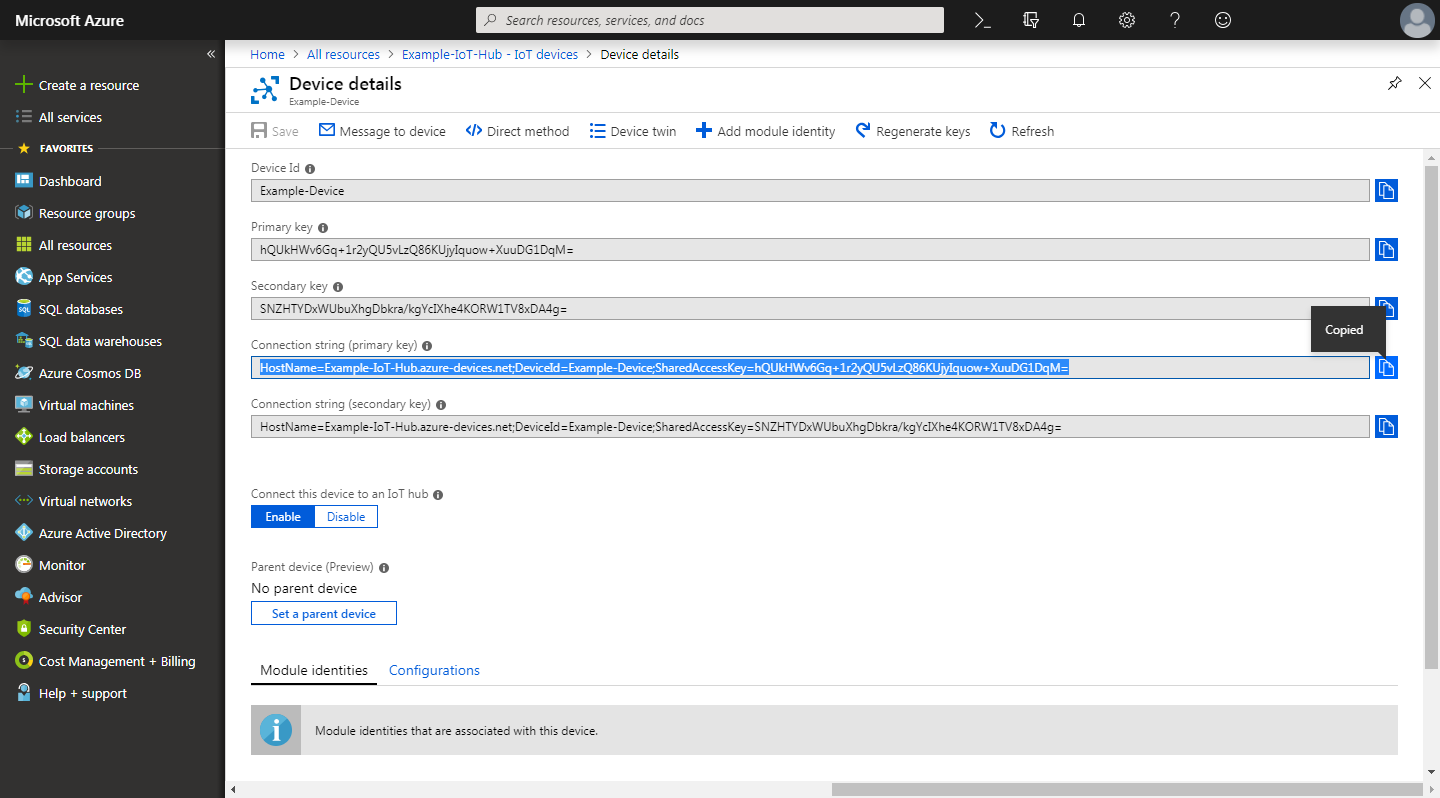 Microsoft Azure
Search resources, services, and docs
Home > All resources > Example-IoT-Hub - IoT devices > Device details
Create a resource
All services
FAVORITES
Dashboard
Resource groups
All resources
App Services
SQL databases
SQL data warehouses
Azure Cosmos DB
Virtual machines
Load balancers
Storage accounts
Virtual networks
Azure Active Directory
Monitor
Advisor
Security Center
Cost Management + Billing
Help + support
Device details
Example-Device
Save Message to device Direct method Device twin Add module identity Regenerate keys Refresh
Device Id
Example-Device
Primary key
hQUkHWv6Gq+1r2yQU5vLzQ86KUjyIquow+XuuDG1DqM=
Secondary key
SNZHTYDxWUbuXhgDbkra/kgYcIXhe4KORW1TV8xDA4g=
Copied
Connection string (primary key)
HostName=Example-IoT-Hub.azure-devices.net;DeviceId=Example-Device;SharedAccessKey=hQUkHWv6Gq+1r2yQU5vLzQ86KUjyIquow+XuuDG1DqM=
Connection string (secondary key)
HostName=Example-IoT-Hub.azure-devices.net;DeviceId=Example-Device;SharedAccessKey=SNZHTYDxWUbuXhgDbkra/kgYcIXhe4KORW1TV8xDA4g=
Connect this device to an IoT hub
Enable Disable
Parent device (Preview)
No parent device
Set a parent device
Module identities Configurations
Module identities that are associated with this device.